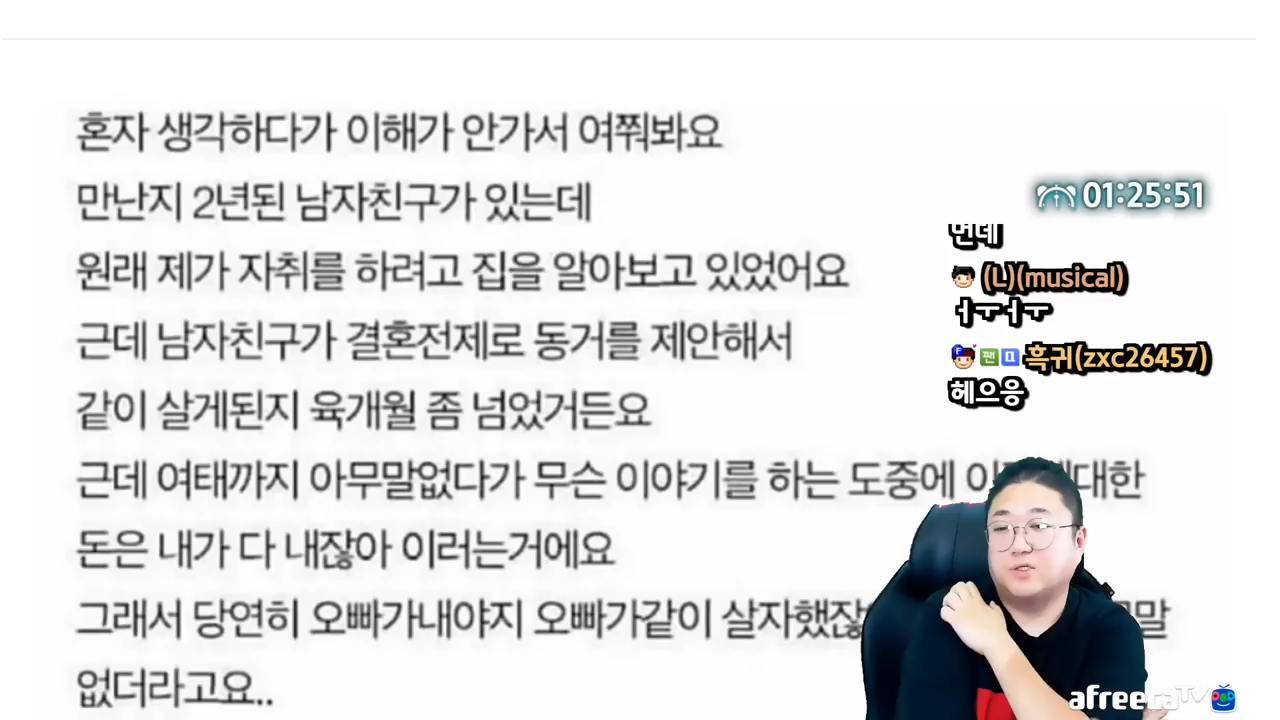 혼자 생각하다가 이해가 안가서 여쭤봐요
만난지 2년된 남자친구가 있는데
원래 제가 자취를 하려고 집을 알아보고 있었어요
근데 남자친구가 결혼전제로 동거를 제안해서
같이 살게된지 육개월 좀 넘었거든요
근데 여태까지 아무말없다가 무슨 이야기를 하는 도중에 대한
돈은 내가 다 내잖아 이러는거에요
그래서 당연히 오빠가내야지 오빠가같이 살자했잖
없더라고요..
01:25:51
먼데
(L)(musical)
ㅓㅜㅓㅜ
팬 흑귀(zxc26457)
헤으응
afreecaTV